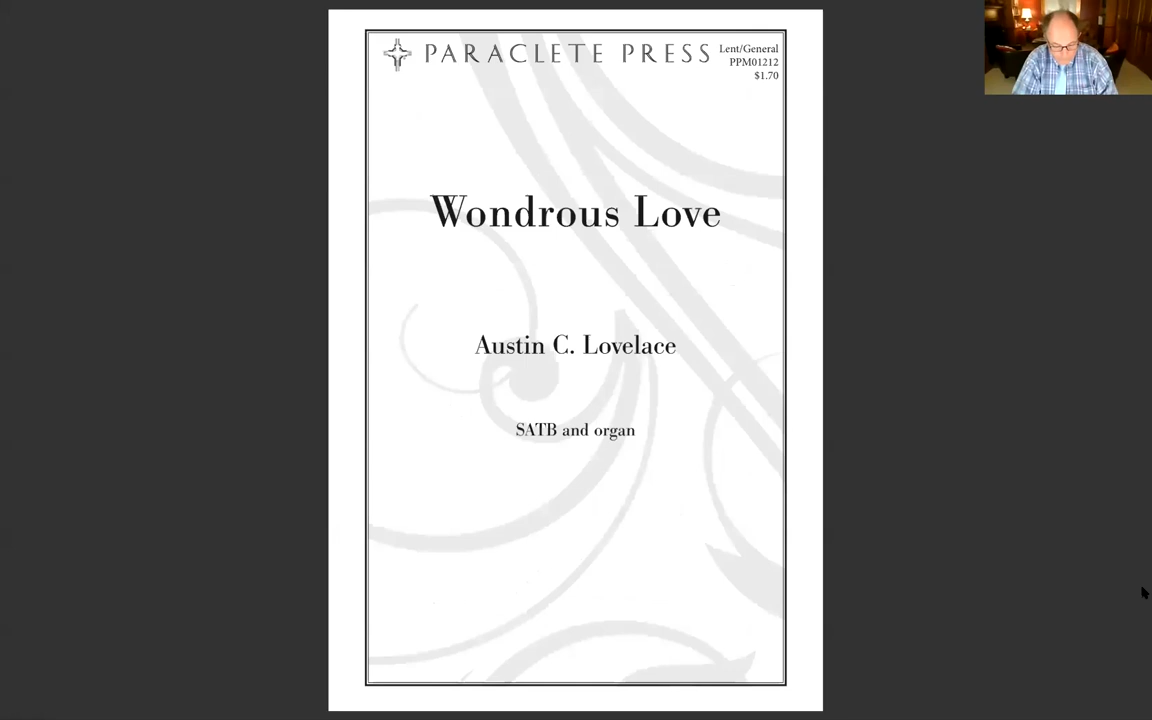 PARACLETE PRESS
Lent/General
PPM01212
$1.70
Wondrous Love
Austin C. Lovelace
SATB and organ